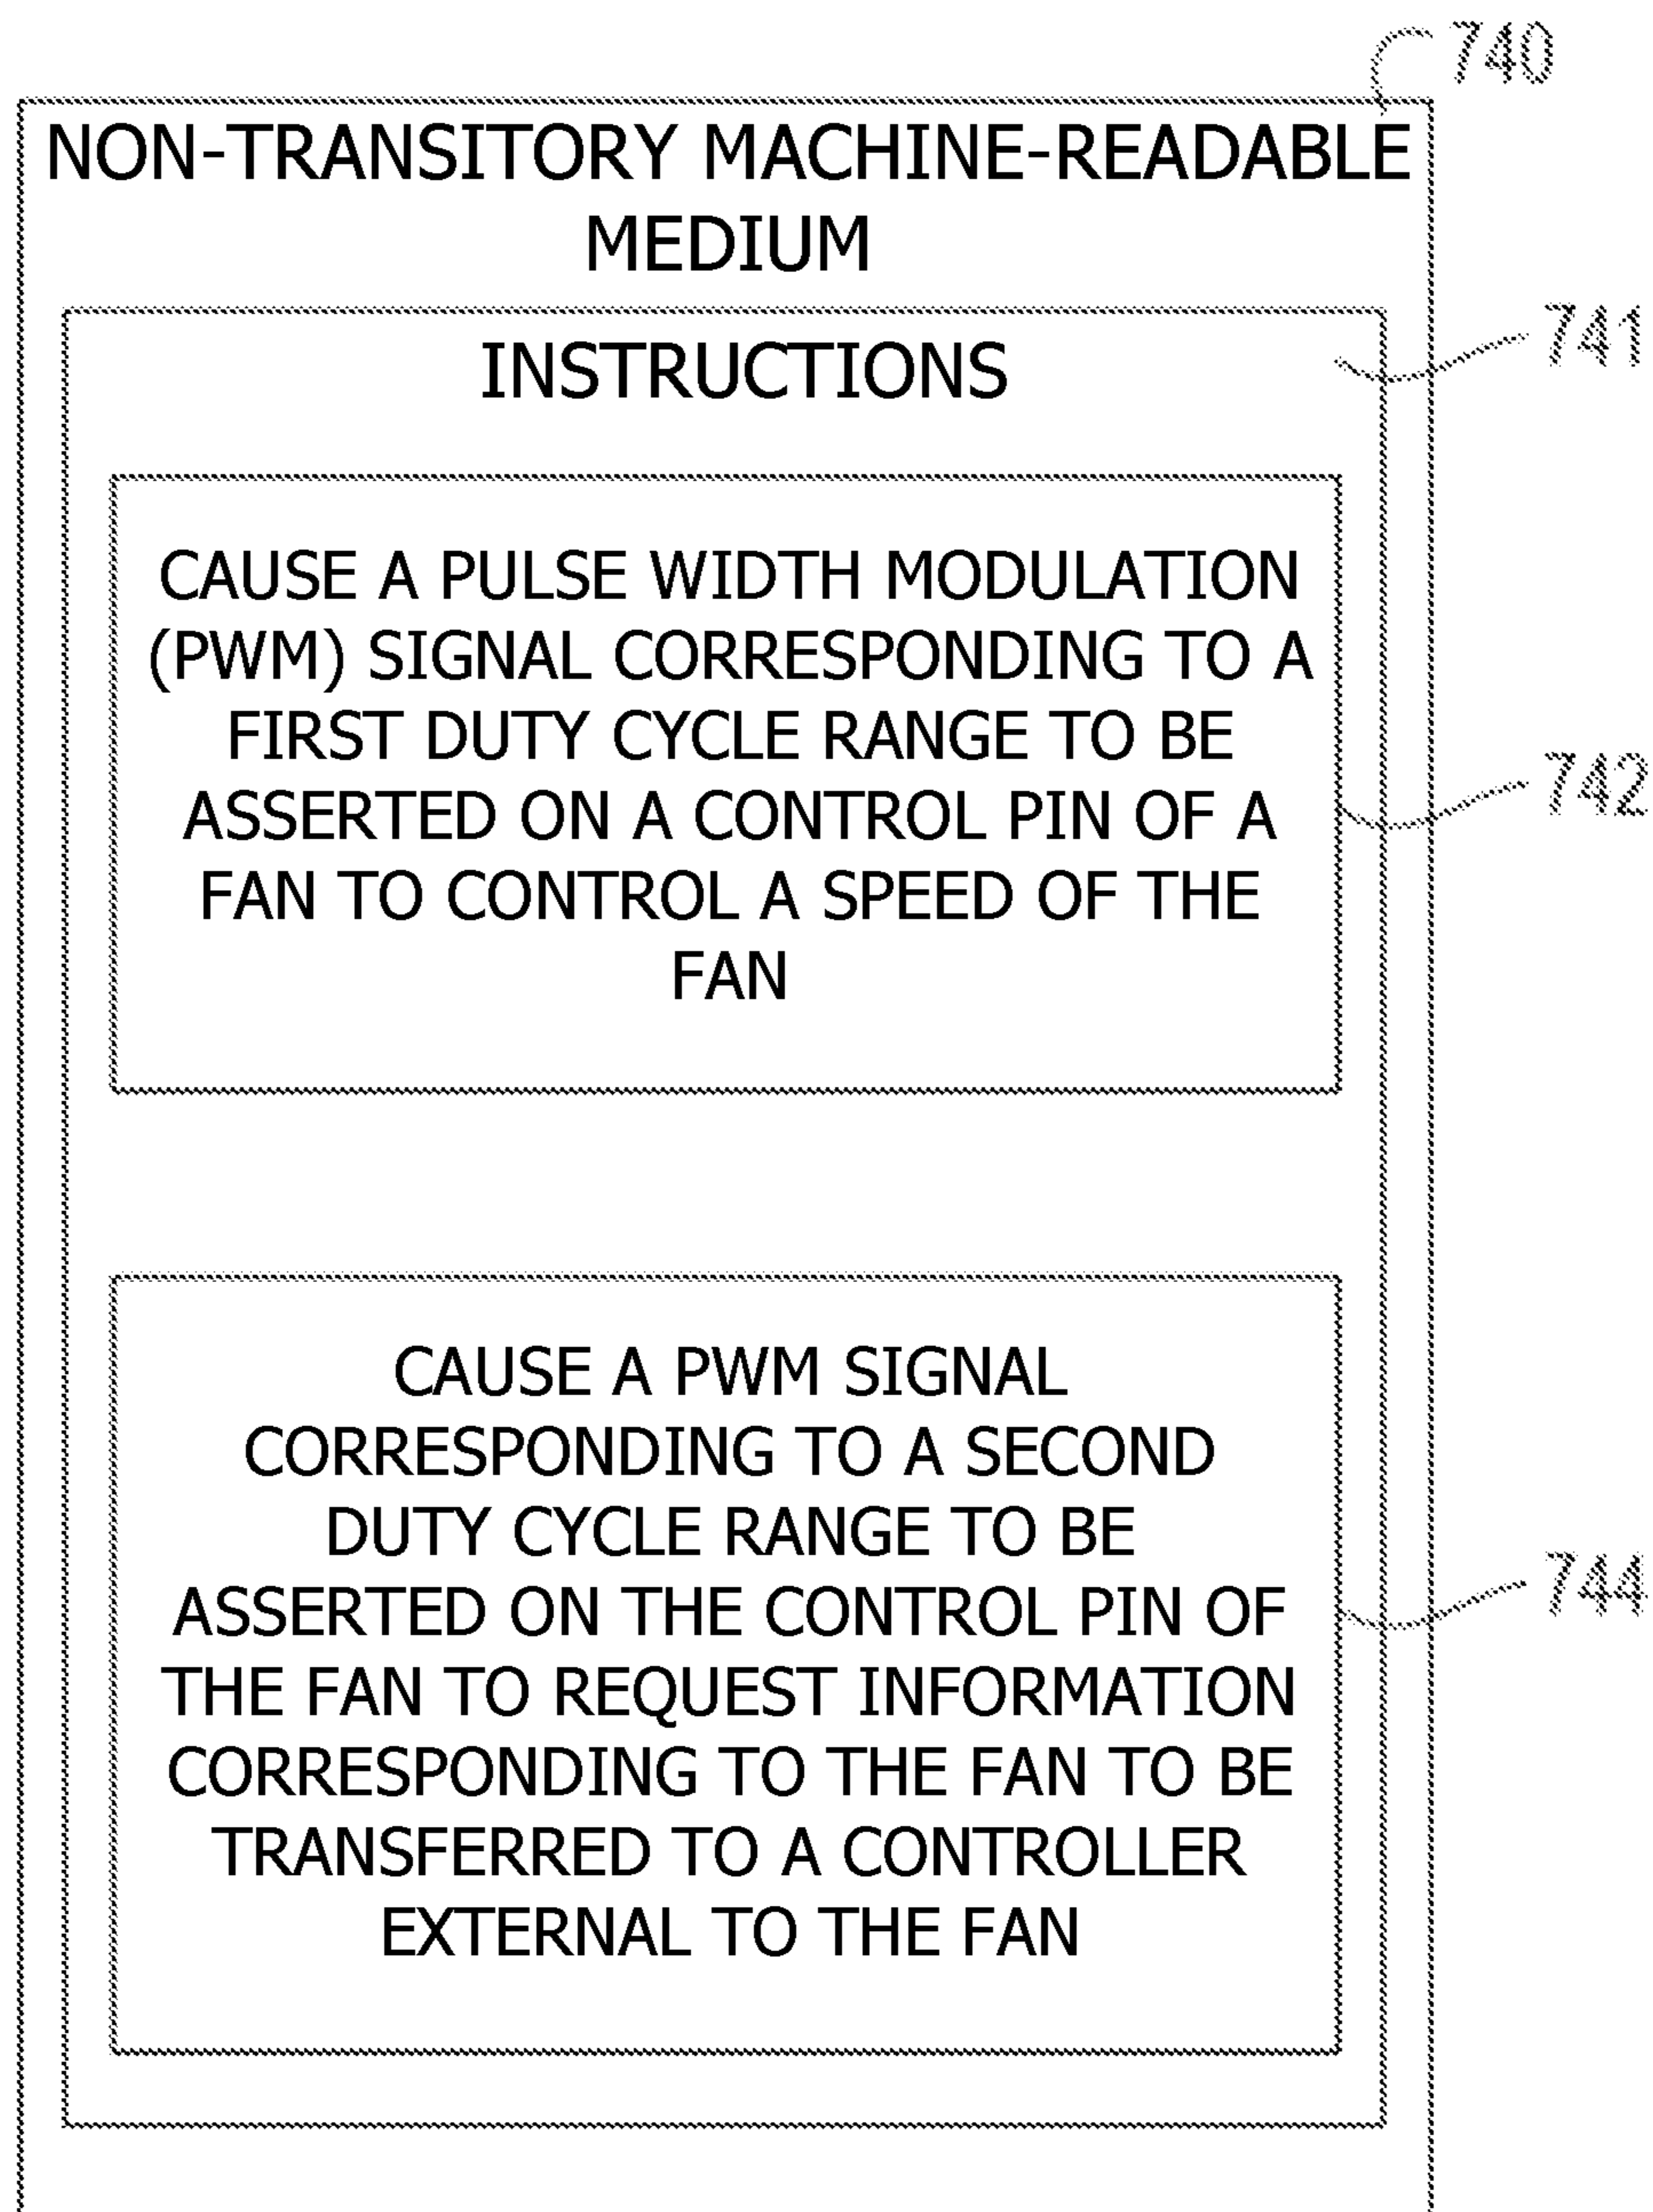 740
NON-TRANSITORY MACHINE-READABLE
MEDIUM
INSTRUCTIONS
741
CAUSE A PULSE WIDTH MODULATION
(PWM) SIGNAL CORRESPONDING TO A
FIRST DUTY CYCLE RANGE TO BE
ASSERTED ON A CONTROL PIN OF A
FAN TO CONTROL A SPEED OF THE
FAN
742
CAUSE A PWM SIGNAL
CORRESPONDING TO A SECOND
DUTY CYCLE RANGE TO BE
ASSERTED ON THE CONTROL PIN OF
THE FAN TO REQUEST INFORMATION
CORRESPONDING TO THE FAN TO BE
TRANSFERRED TO A CONTROLLER
EXTERNAL TO THE FAN
744